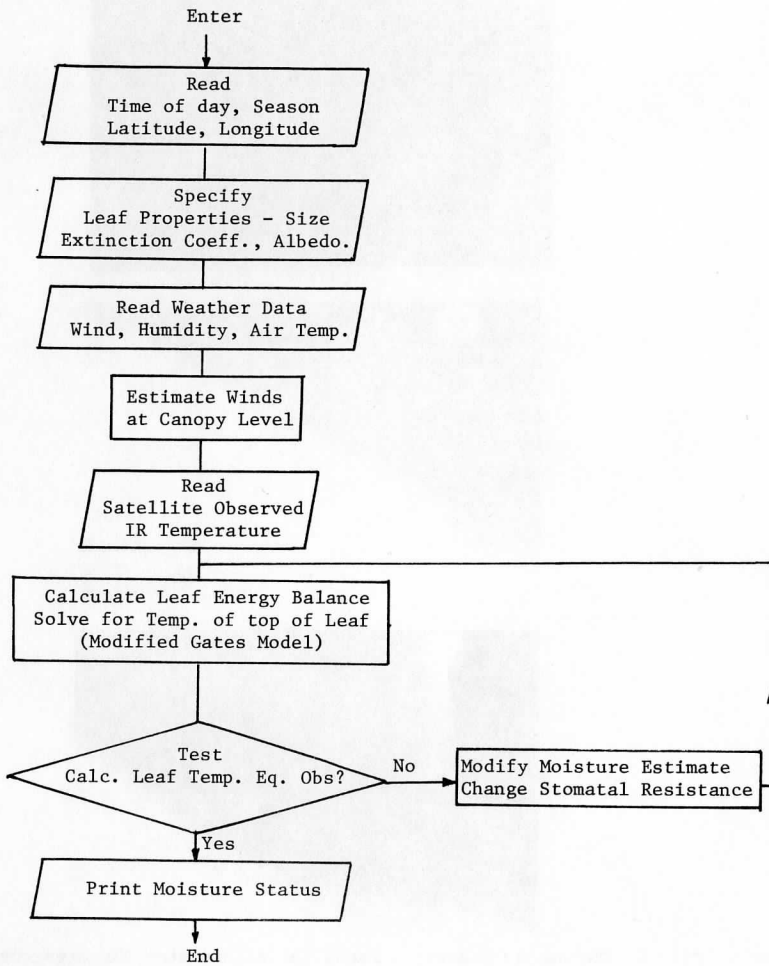 Enter
Read
Time of day, Season
Latitude, Longitude
Specify
Leaf Properties - Size
Extinction Coeff., Albedo.
Read Weather Data
Wind, Humidity, Air Temp.
Estimate Winds
at Canopy Level
Read
Satellite Observed
IR Temperature
Calculate Leaf Energy Balance
Solve for Temp. of top of Leaf
(Modified Gates Model)
Test
Calc. Leaf Temp. Eq. Obs?
No
Modify Moisture Estimate
Change Stomatal Resistance
Yes
Print Moisture Status
End